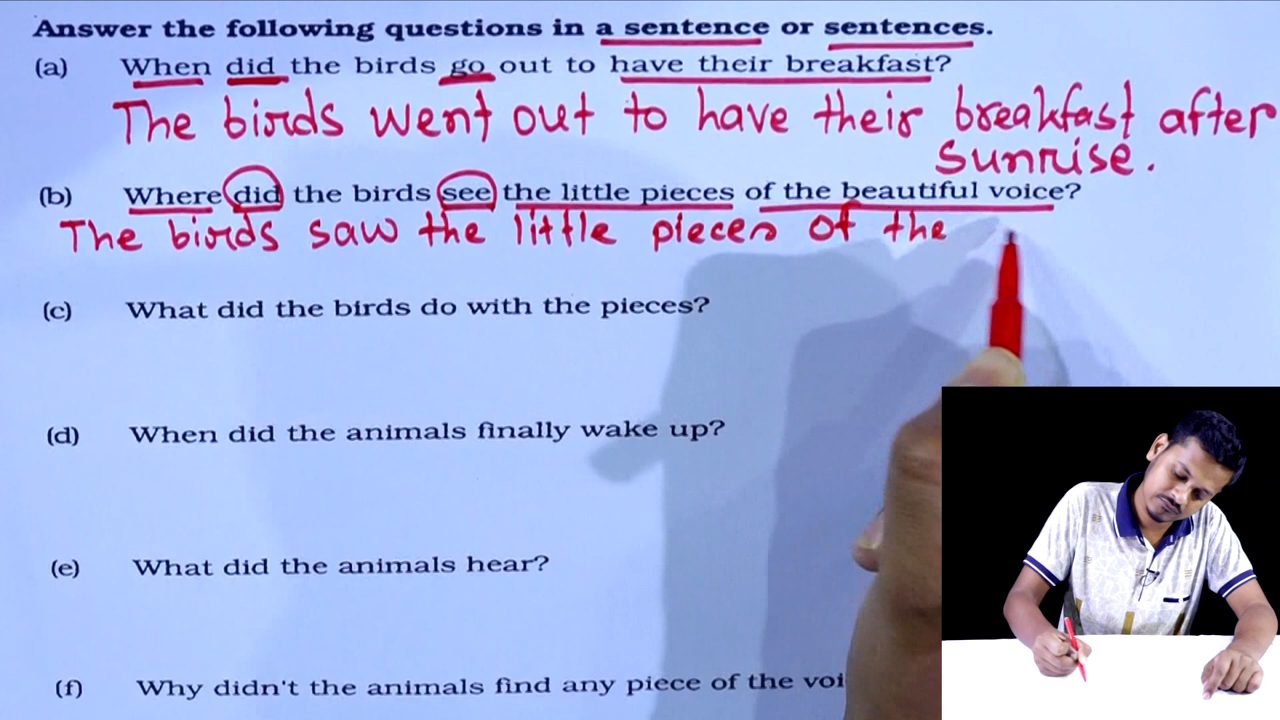 Answer the following questions in a sentence or sentences.
(a) When did the birds go out to have their breakfast?
The birds went out to have their breakfast after
sunrise.
(b) Where did the birds see the little pieces of the beautiful voice?
The birds saw the little pieces of the
(c) What did the birds do with the pieces?
(d) When did the animals finally wake up?
(e) What did the animals hear?
(f) Why didn't the animals find any piece of the voi